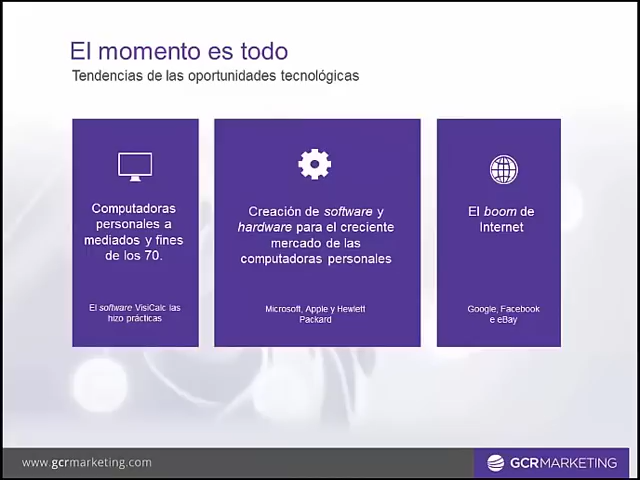 El momento es todo
Tendencias de las oportunidades tecnológicas
Computadoras
personales a
mediados y fines
de los 70.
El software VisiCalc las
hizo prácticas
Creación de software y
hardware para el creciente
mercado de las
computadoras personales
Microsoft, Apple y Hewlett
Packard
El boom de
Internet
Google, Facebook
e eBay
www.gcrmarketing.com
GCRMARKETING